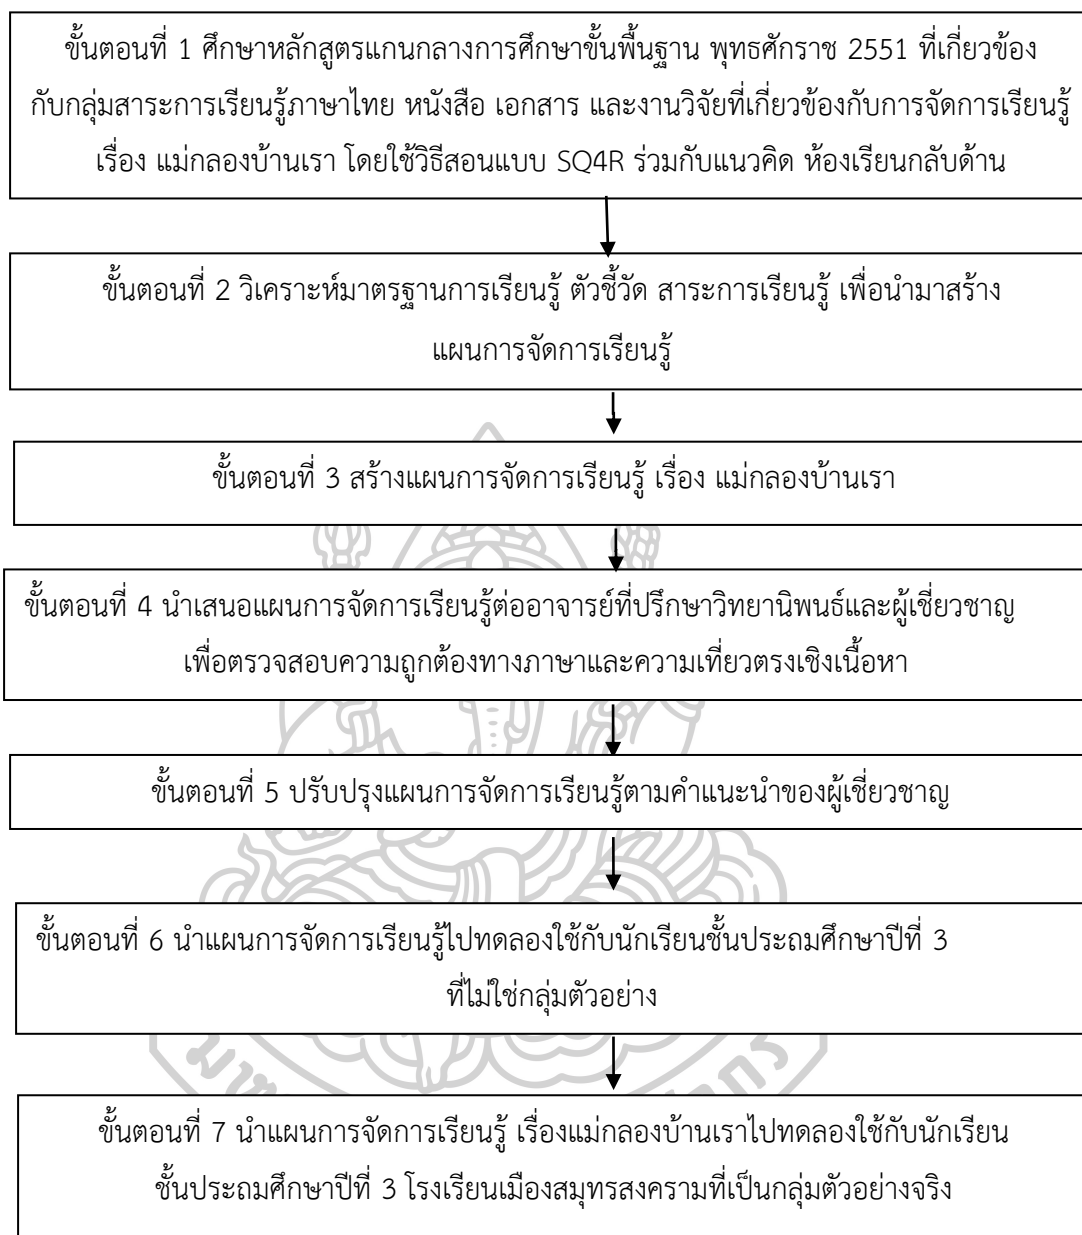 ขั้นตอนที่ 1 ศึกษาหลักสูตรแกนกลางการศึกษาขั้นพื้นฐาน พุทธศักราช 2551 ที่เกี่ยวข้อง
กับกลุ่มสาระการเรียนรู้ภาษาไทย หนังสือ เอกสาร และงานวิจัยที่เกี่ยวข้องกับการจัดการเรียนรู้
เรื่อง แม่กลองบ้านเรา โดยใช้วิธีสอนแบบ SQ4R ร่วมกับแนวคิด ห้องเรียนกลับด้าน
ขั้นตอนที่ 2 วิเคราะห์มาตรฐานการเรียนรู้ ตัวชี้วัด สาระการเรียนรู้ เพื่อนำมาสร้าง
แผนการจัดการเรียนรู้
ขั้นตอนที่ 3 สร้างแผนการจัดการเรียนรู้ เรื่อง แม่กลองบ้านเรา
ขั้นตอนที่ 4 นำเสนอแผนการจัดการเรียนรู้ต่ออาจารย์ที่ปรึกษาวิทยานิพนธ์และผู้เชี่ยวชาญ
เพื่อตรวจสอบความถูกต้องทางภาษาและความเที่ยวตรงเชิงเนื้อหา
ขั้นตอนที่ 5 ปรับปรุงแผนการจัดการเรียนรู้ตามคำแนะนำของผู้เชี่ยวชาญ
ขั้นตอนที่ 6 นำแผนการจัดการเรียนรู้ไปทดลองใช้กับนักเรียนชั้นประถมศึกษาปีที่ 3
ที่ไม่ใช่กลุ่มตัวอย่าง
ขั้นตอนที่ 7 นำแผนการจัดการเรียนรู้ เรื่องแม่กลองบ้านเราไปทดลองใช้กับนักเรียน
ชั้นประถมศึกษาปีที่ 3 โรงเรียนเมืองสมุทรสงครามที่เป็นกลุ่มตัวอย่างจริง